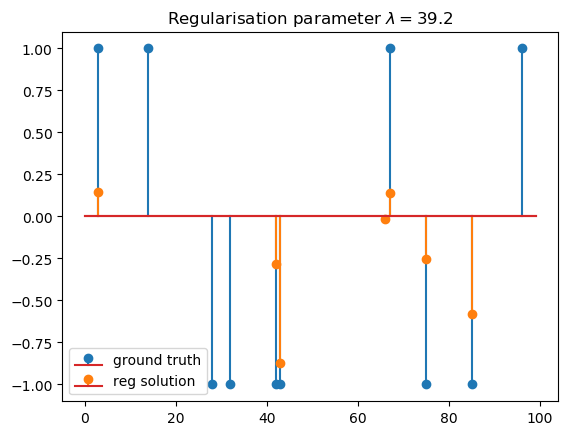 Regularisation parameter λ = 39.2
1.00
0.75
0.50
0.25
0.00
−0.25
−0.50
−0.75
−1.00
ground truth
reg solution
0 20 40 60 80 100